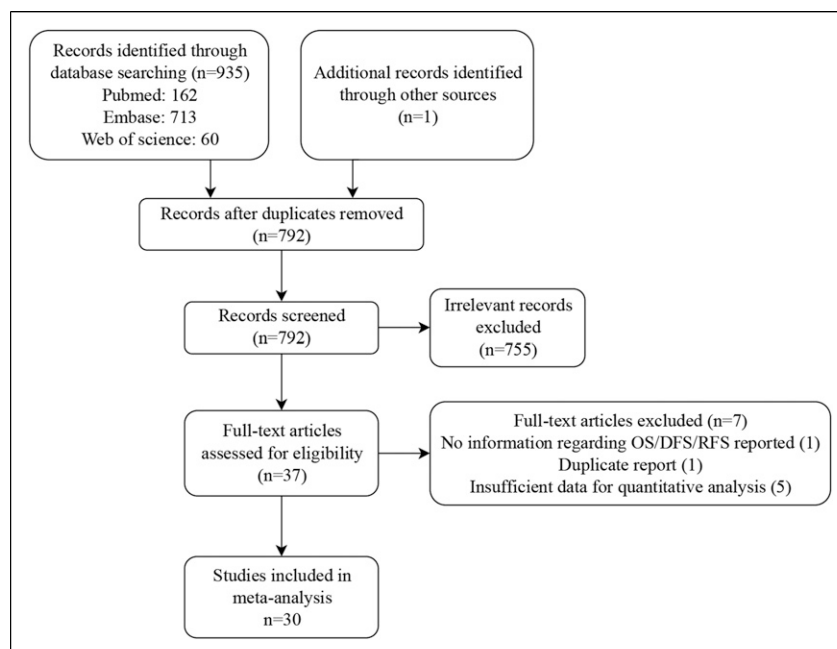 Records identified through
database searching (n=935)
Pubmed: 162
Embase: 713
Web of science: 60
Additional records identified
through other sources
(n=1)
Records after duplicates removed
(n=792)
Records screened
(n=792)
Irrelevant records
excluded
(n=755)
Full-text articles
assessed for eligibility
(n=37)
Full-text articles excluded (n=7)
No information regarding OS/DFS/RFS reported (1)
Duplicate report (1)
Insufficient data for quantitative analysis (5)
Studies included in
meta-analysis
n=30